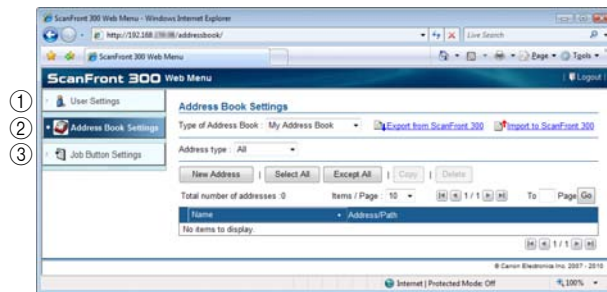 ScanFront 300 Web Menu - Windows Internet Explorer
http://192.168. /addressbook/
Live Search
ScanFront 300 Web Menu
Page
Tools
ScanFront 300 Web Menu
Logout
① User Settings
② Address Book Settings
③ Job Button Settings
Address Book Settings
Type of Address Book : My Address Book Export from ScanFront 300 Import to ScanFront 300
Address type : All
New Address | Select All Except All | Copy | Delete
Total number of addresses :0 Items / Page : 10 1 / 1 To Page Go
Name Address/Path
No items to display.
1 / 1
© Canon Electronics Inc. 2007 - 2010
Internet | Protected Mode: Off 100%